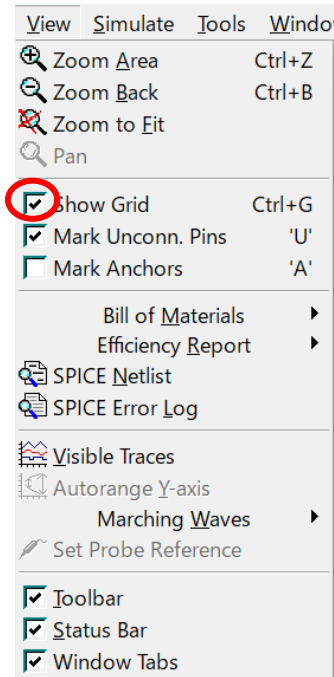 View Simulate Tools Windo
Zoom Area Ctrl+Z
Zoom Back Ctrl+B
Zoom to Fit
Pan
Show Grid Ctrl+G
Mark Unconn. Pins 'U'
Mark Anchors 'A'
Bill of Materials
Efficiency Report
SPICE Netlist
SPICE Error Log
Visible Traces
Autorange Y-axis
Marching Waves
Set Probe Reference
Toolbar
Status Bar
Window Tabs